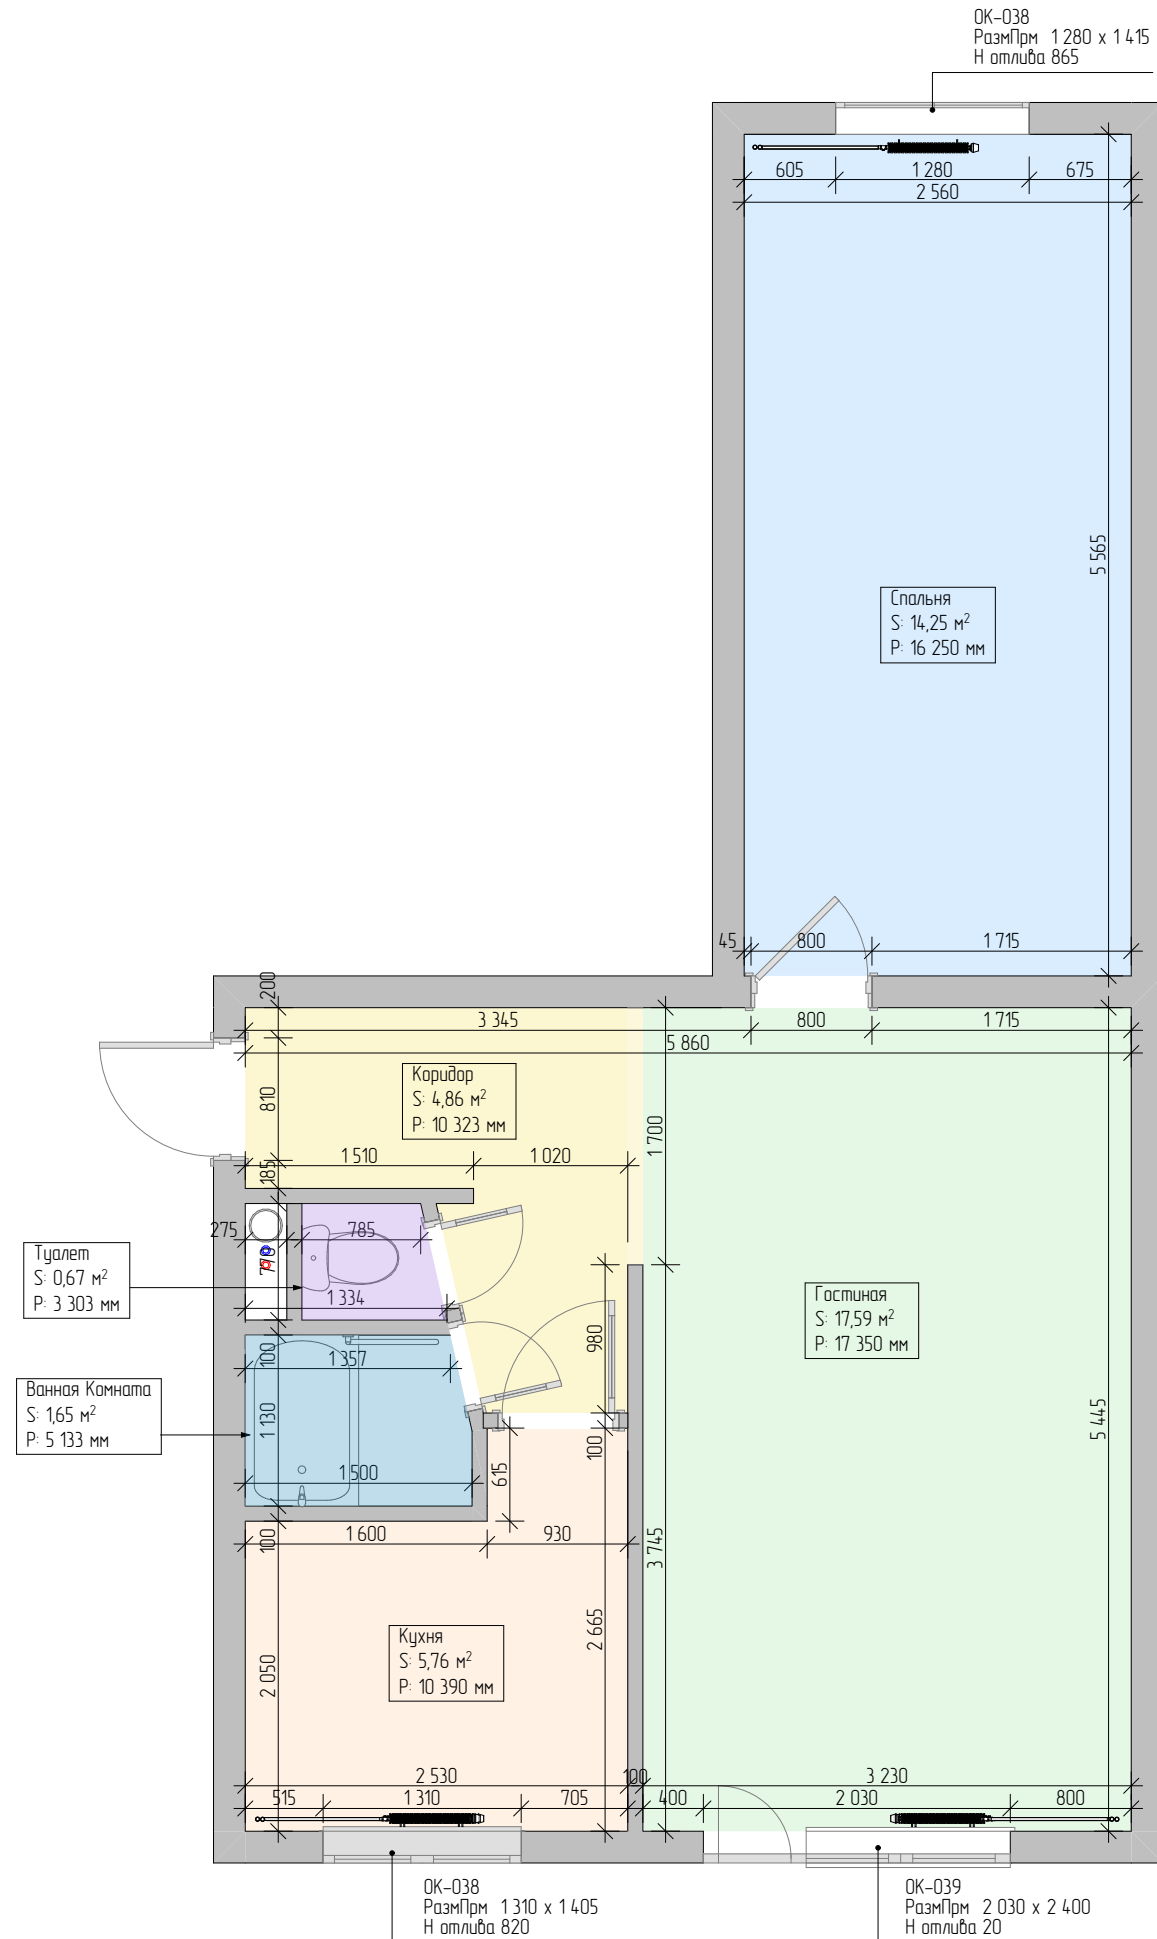 ОК-038
РазмПрм 1 280 x 1 415
Н отлива 865
605
1 280
675
2 560
5 565
Спальня
S: 14,25 м²
P: 16 250 мм
45
800
1 715
200
3 345
800
1 715
5 860
810
Коридор
S: 4,86 м²
P: 10 323 мм
1 700
1 510
1 020
185
275
785
770
Туалет
S: 0,67 м²
P: 3 303 мм
1 334
Гостиная
S: 17,59 м²
P: 17 350 мм
980
100
1 357
Ванная Комната
S: 1,65 м²
P: 5 133 мм
1 130
5 445
100
615
1 500
100
1 600
930
3 745
2 665
Кухня
S: 5,76 м²
P: 10 390 мм
2 050
2 530
100
3 230
515
1 310
705
400
2 030
800
ОК-038
РазмПрм 1 310 x 1 405
Н отлива 820
ОК-039
РазмПрм 2 030 x 2 400
Н отлива 20